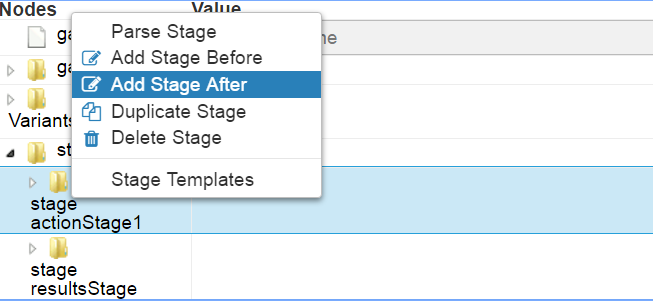 Nodes Value
ga
me
Parse Stage
Add Stage Before
ga
Add Stage After
Duplicate Stage
Variants
Delete Stage
st
Stage Templates
stage
actionStage1
stage
resultsStage